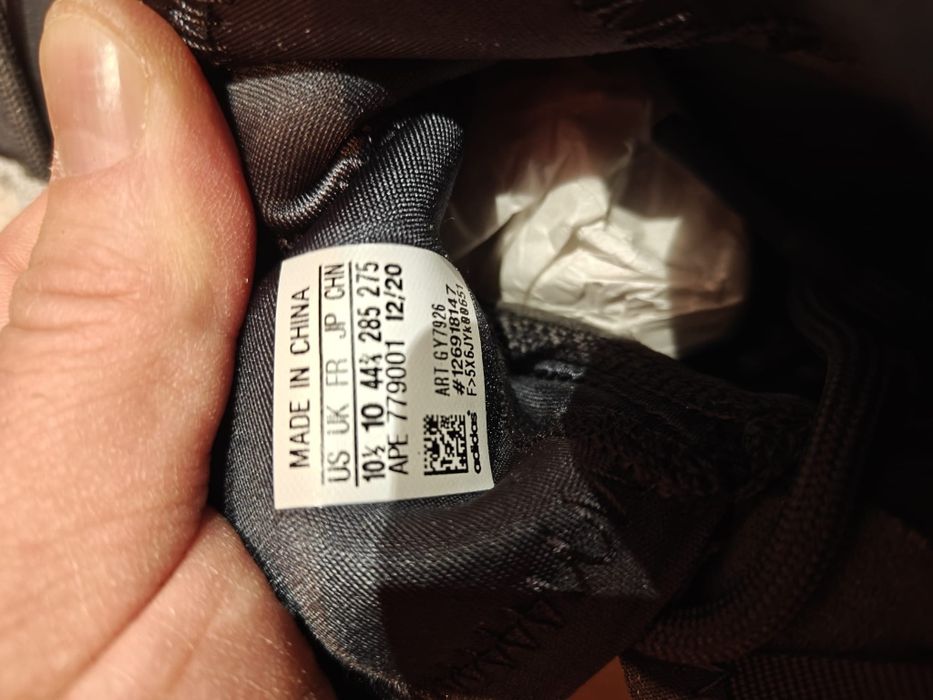 MADE IN CHINA
US UK FR JP CHN
10½ 10 44⅔ 285 275
APE 779001 12/20
ART GY7926
#126918147
F>5X6JYk00651
adidas